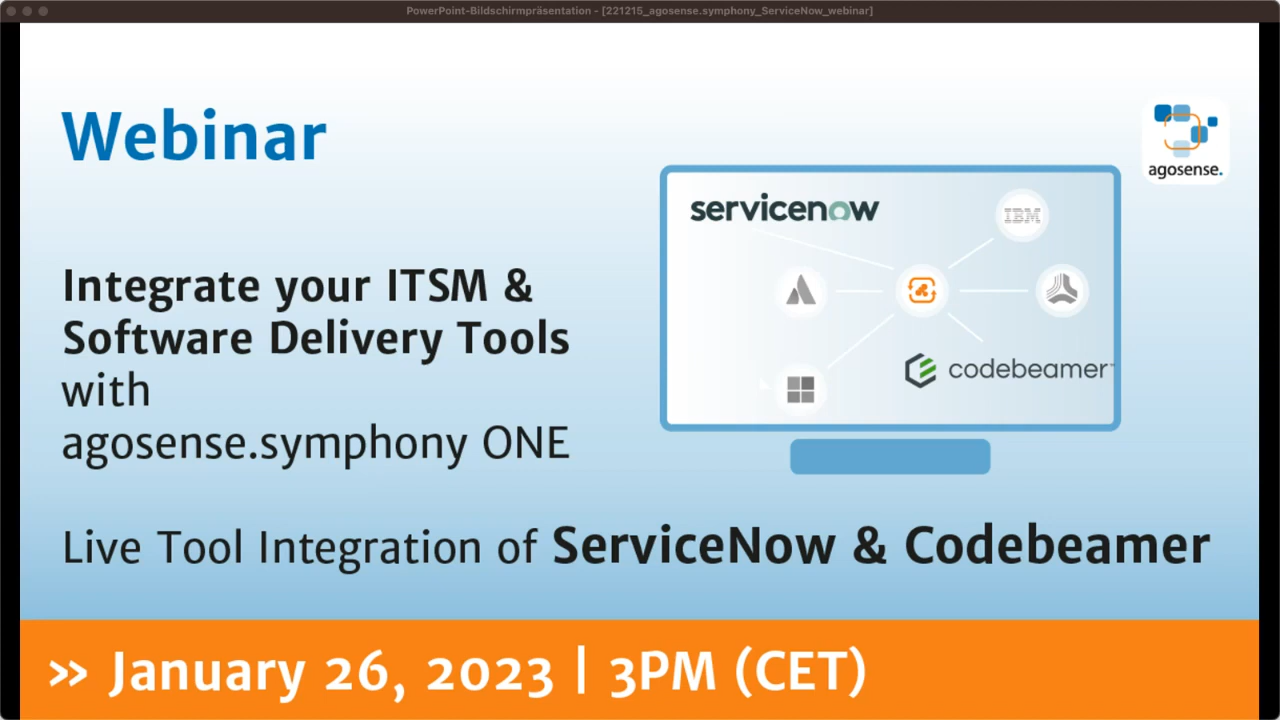 PowerPoint-Bildschirmpräsentation - [221215_agosense.symphony_ServiceNow_webinar]
Webinar
agosense.
servicenow
IBM
Integrate your ITSM &
Software Delivery Tools
with
agosense.symphony ONE
codebeamer™
Live Tool Integration of ServiceNow & Codebeamer
>> January 26, 2023 | 3PM (CET)